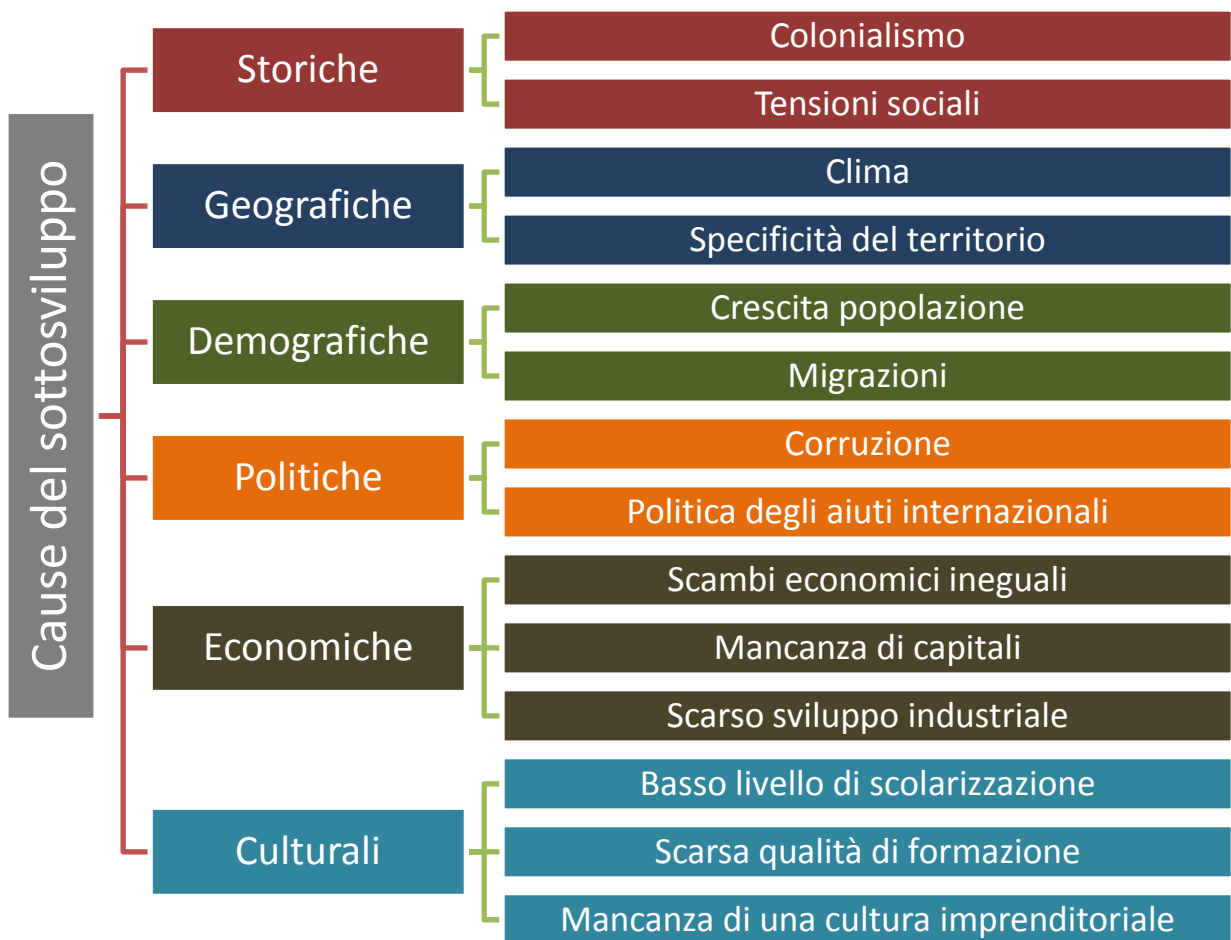 Cause del sottosviluppo
Storiche
Colonialismo
Tensioni sociali
Geografiche
Clima
Specificità del territorio
Demografiche
Crescita popolazione
Migrazioni
Politiche
Corruzione
Politica degli aiuti internazionali
Economiche
Scambi economici ineguali
Mancanza di capitali
Scarso sviluppo industriale
Culturali
Basso livello di scolarizzazione
Scarsa qualità di formazione
Mancanza di una cultura imprenditoriale